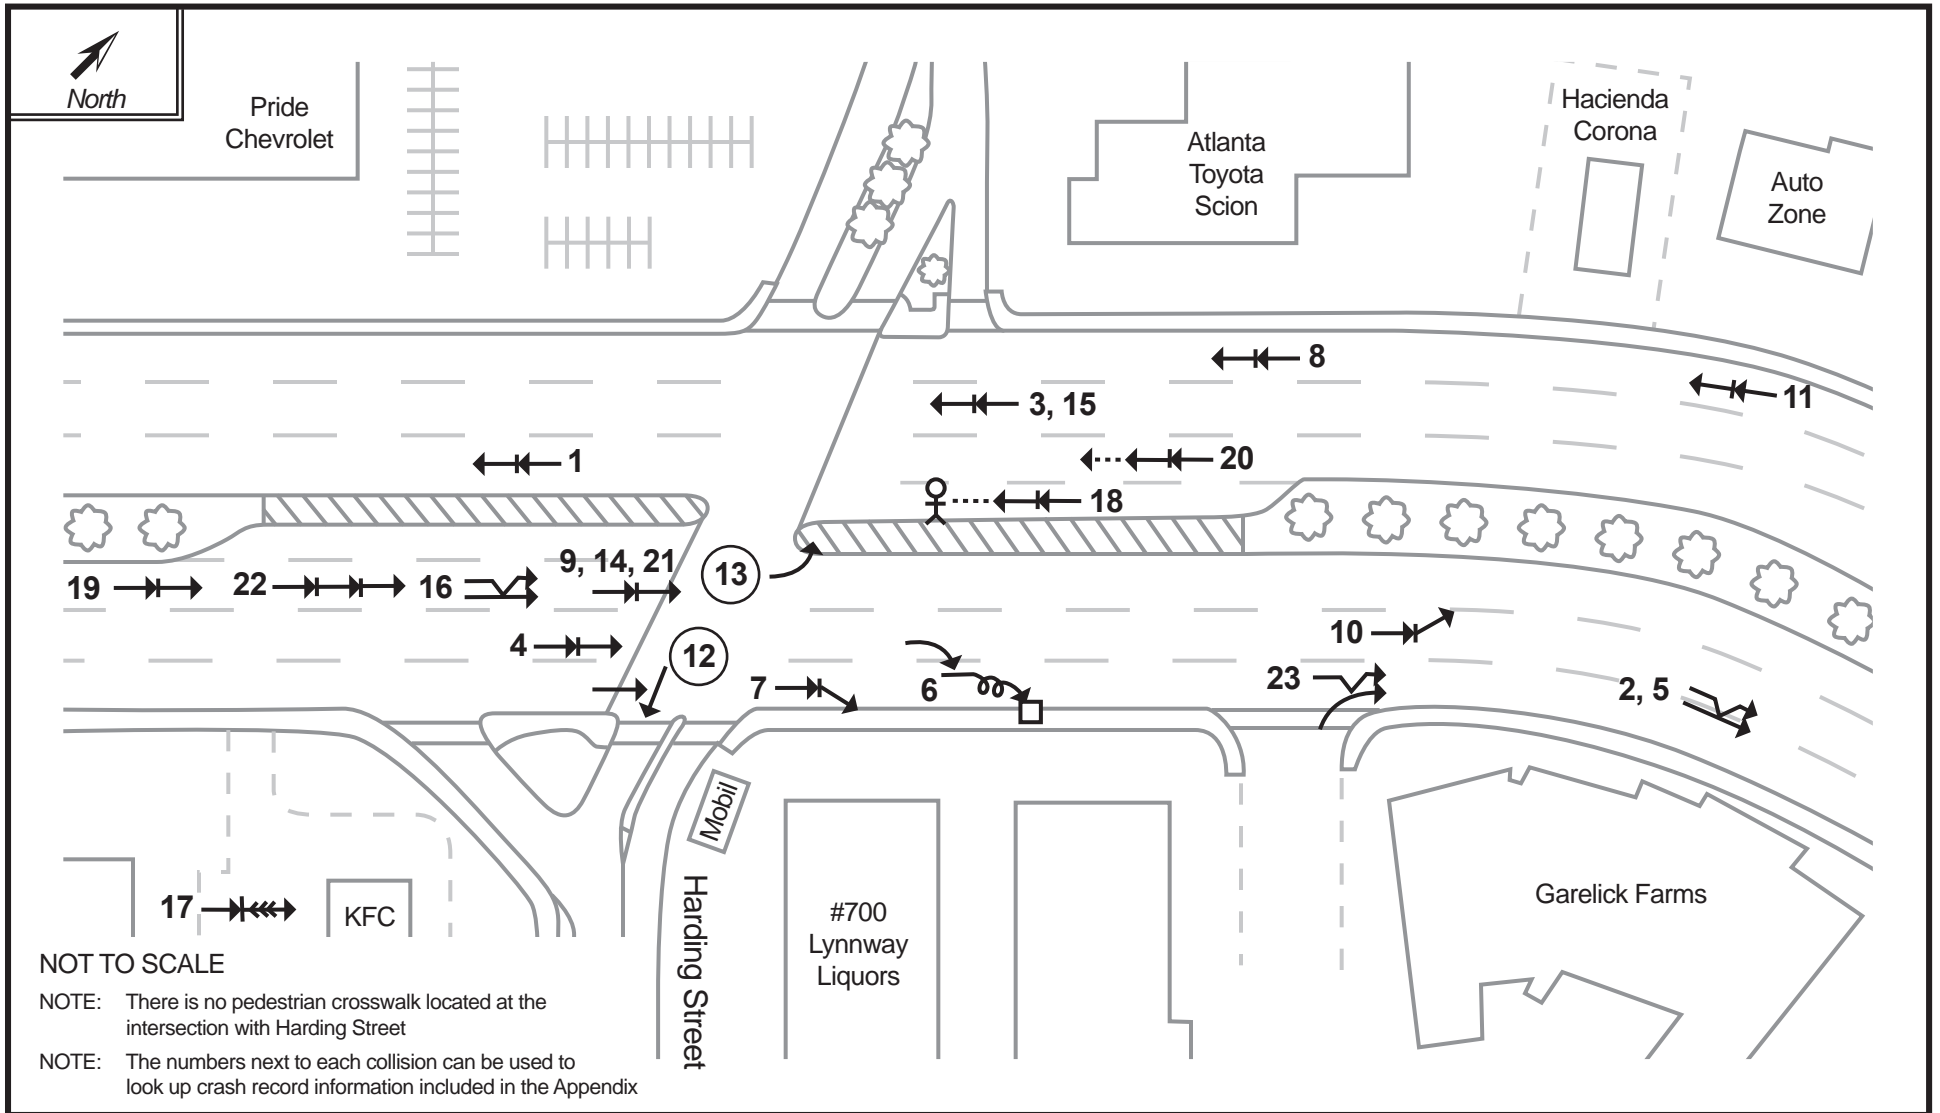 North
Pride
Chevrolet
Atlanta
Toyota
Scion
Hacienda
Corona
Auto
Zone
8
3, 15
11
1
20
18
19
22
16
9, 14, 21
13
4
12
10
7
6
23
2, 5
Mobil
17
KFC
Harding Street
#700
Lynnway
Liquors
Garelick Farms
NOT TO SCALE
NOTE: There is no pedestrian crosswalk located at the
intersection with Harding Street
NOTE: The numbers next to each collision can be used to
look up crash record information included in the Appendix